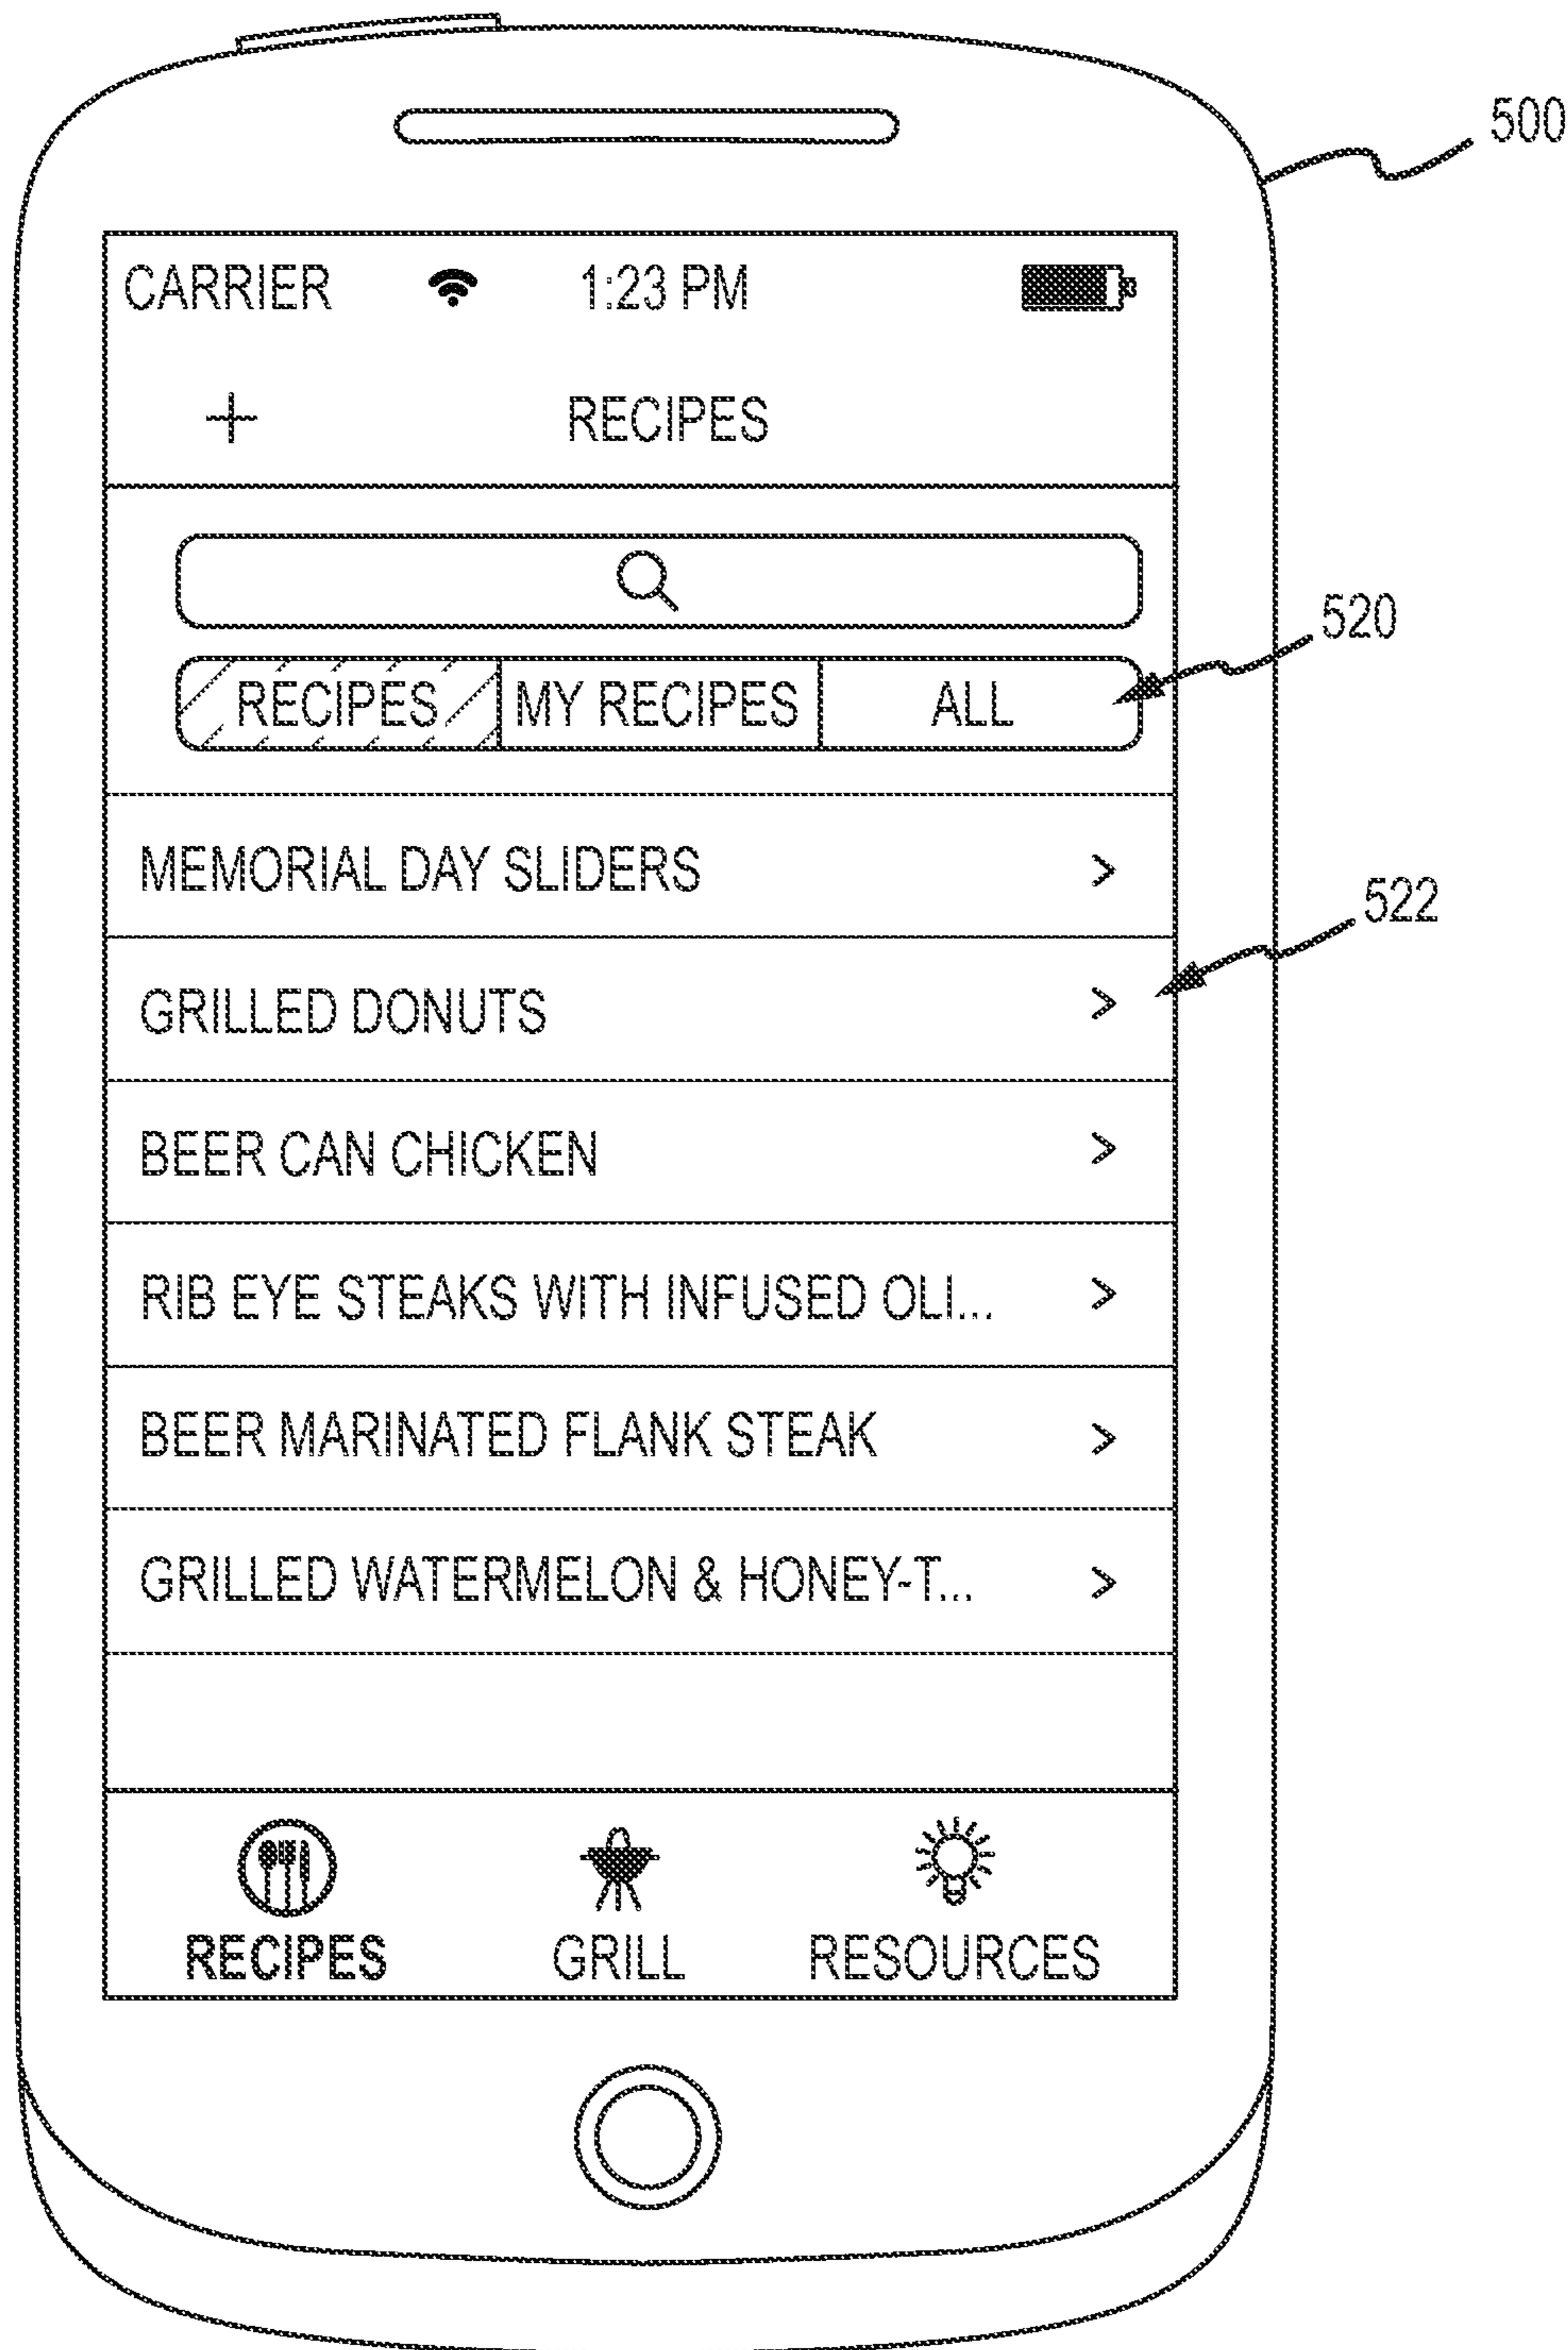 500
CARRIER 1:23 PM
+ RECIPES
520
RECIPES MY RECIPES ALL
MEMORIAL DAY SLIDERS >
522
GRILLED DONUTS >
BEER CAN CHICKEN >
RIB EYE STEAKS WITH INFUSED OLI... >
BEER MARINATED FLANK STEAK >
GRILLED WATERMELON & HONEY-T... >
RECIPES GRILL RESOURCES